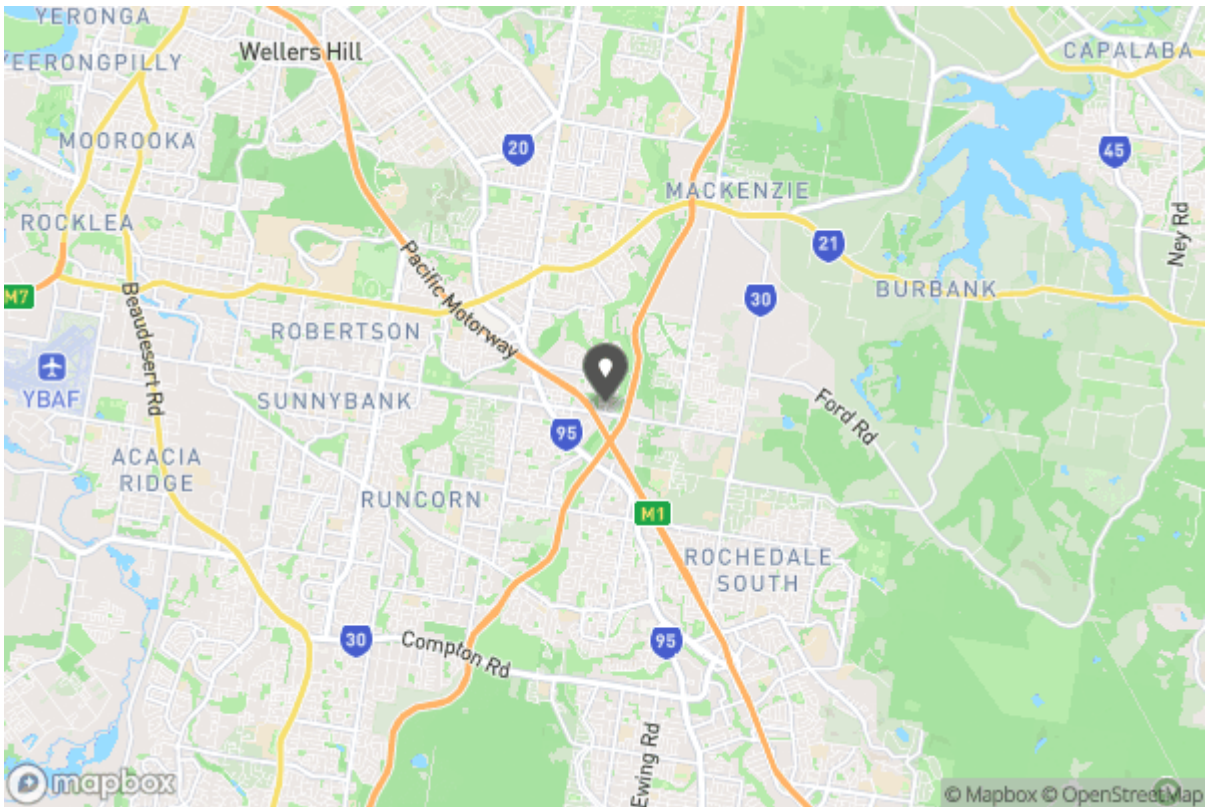 YERONGA
Wellers Hill
YEERONGPILLY
CAPALABA
MOOROOKA
20
45
MACKENZIE
ROCKLEA
Ney Rd
21
Pacific Motorway
M7
Beaudesert Rd
BURBANK
30
ROBERTSON
YBAF
SUNNYBANK
Ford Rd
95
ACACIA
RIDGE
RUNCORN
M1
ROCHEDALE
SOUTH
30
Compton Rd
95
Ewing Rd
mapbox
© Mapbox © OpenStreetMap